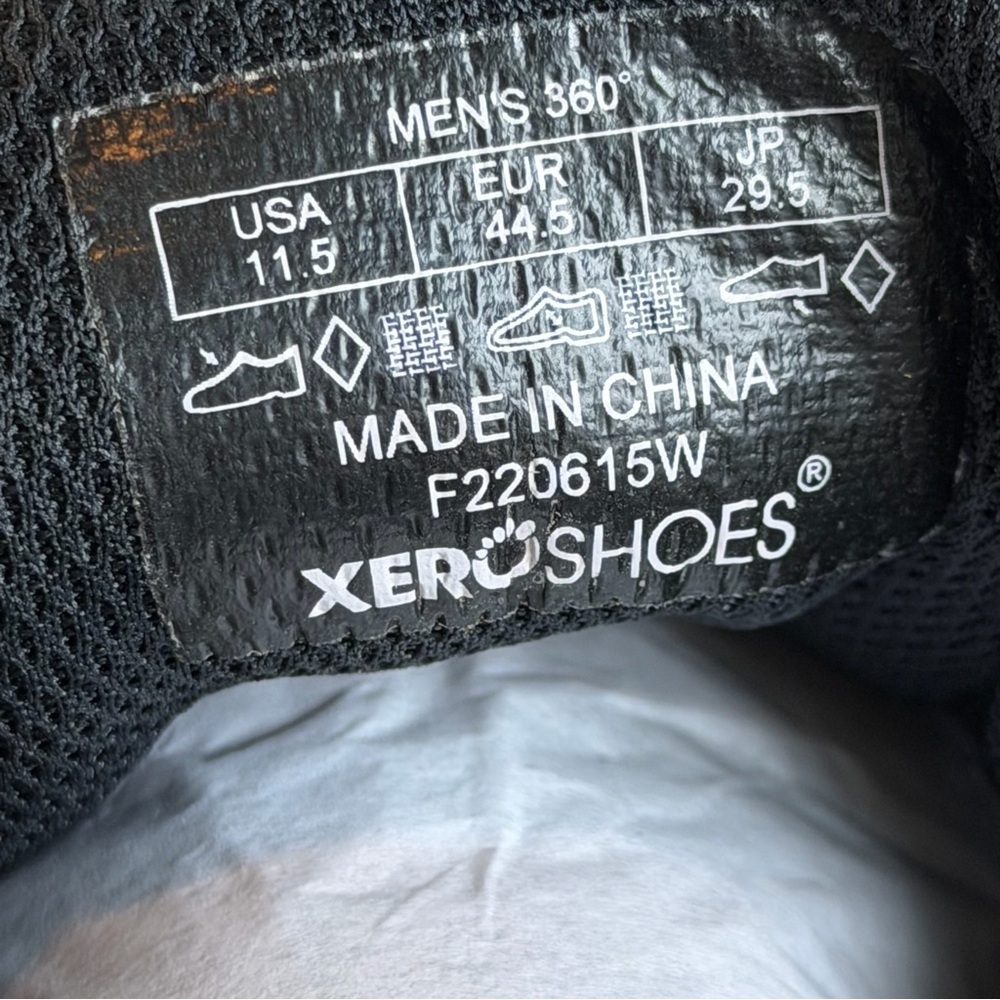 MEN'S 360°
USA EUR JP
11.5 44.5 29.5
MADE IN CHINA
F220615W
XEROSHOES®